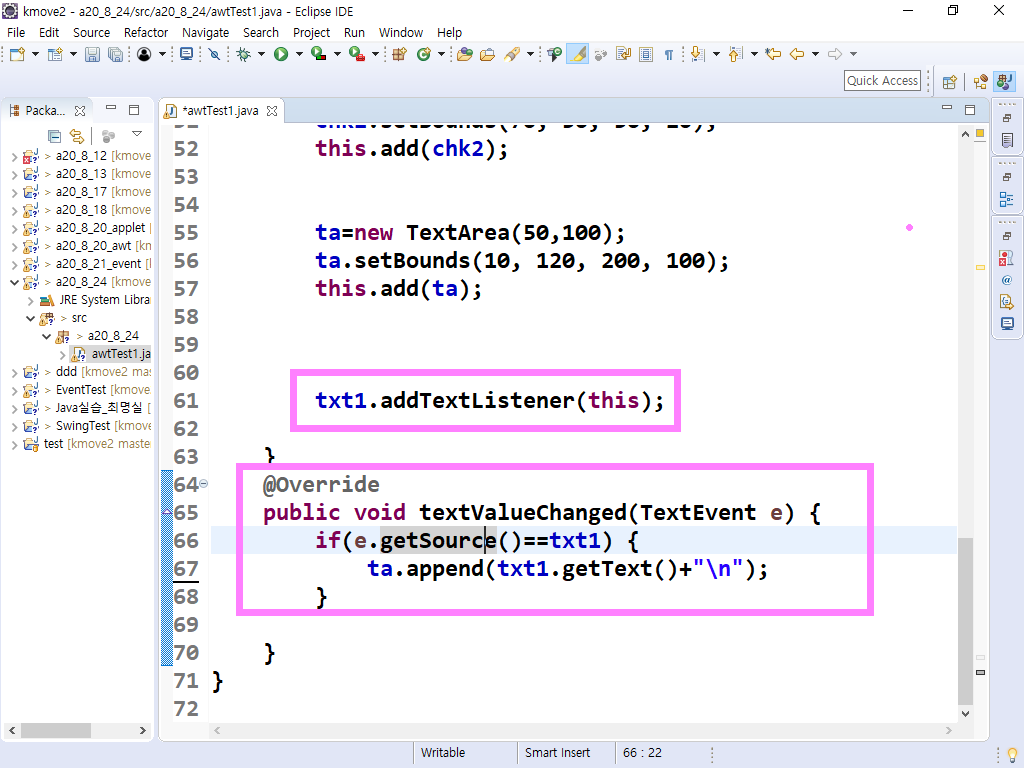 kmove2 - a20_8_24/src/a20_8_24/awtTest1.java - Eclipse IDE
File Edit Source Refactor Navigate Search Project Run Window Help
Quick Access
Packa...
*awtTest1.java
> a20_8_12 [kmove
> a20_8_13 [kmove
> a20_8_17 [kmove
> a20_8_18 [kmove
> a20_8_20_applet
> a20_8_20_awt [kn
> a20_8_21_event [
> a20_8_24 [kmove
JRE System Libra
> src
> a20_8_24
awtTest1.ja
> ddd [kmove2 mas
> EventTest [kmove
> Java실습_최명실 [
> SwingTest [kmove
test [kmove2 master
52 this.add(chk2);
53
54
55 ta=new TextArea(50,100);
56 ta.setBounds(10, 120, 200, 100);
57 this.add(ta);
58
59
60
61 txt1.addTextListener(this);
62
63 }
64 @Override
65 public void textValueChanged(TextEvent e) {
66 if(e.getSource()==txt1) {
67 ta.append(txt1.getText()+"\n");
68 }
69
70 }
71 }
72
Writable Smart Insert 66 : 22